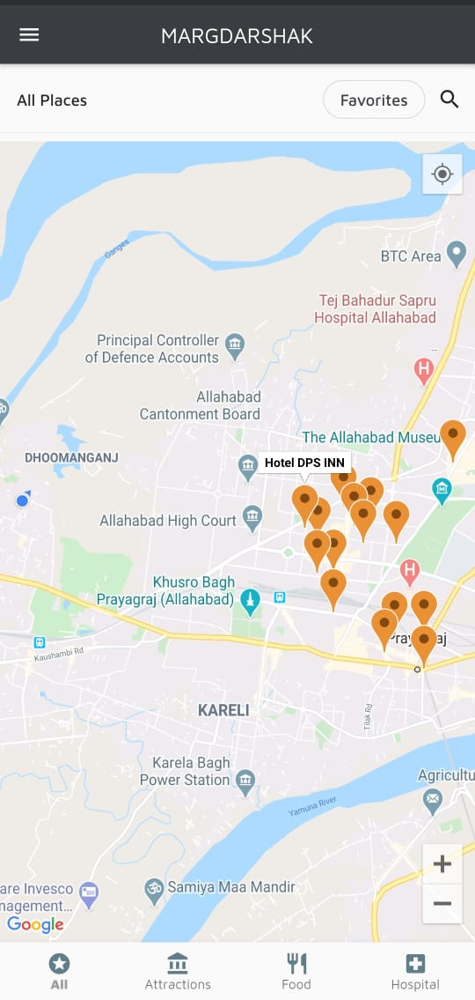 MARGDARSHAK
All Places
Favorites
Ganges
BTC Area
Tej Bahadur Sapru
Hospital Allahabad
Principal Controller
of Defence Accounts
Allahabad
Cantonment Board
The Allahabad Museu
DHOOMANGANJ
Hotel DPS INN
Allahabad High Court
Khusro Bagh
Prayagraj (Allahabad)
Kaushambi Rd
KARELI
Tilak Rd
Karela Bagh
Power Station
Agricultu
Yamuna River
are Invesco
nagement...
Samiya Maa Mandir
Google
All
Attractions
Food
Hospital